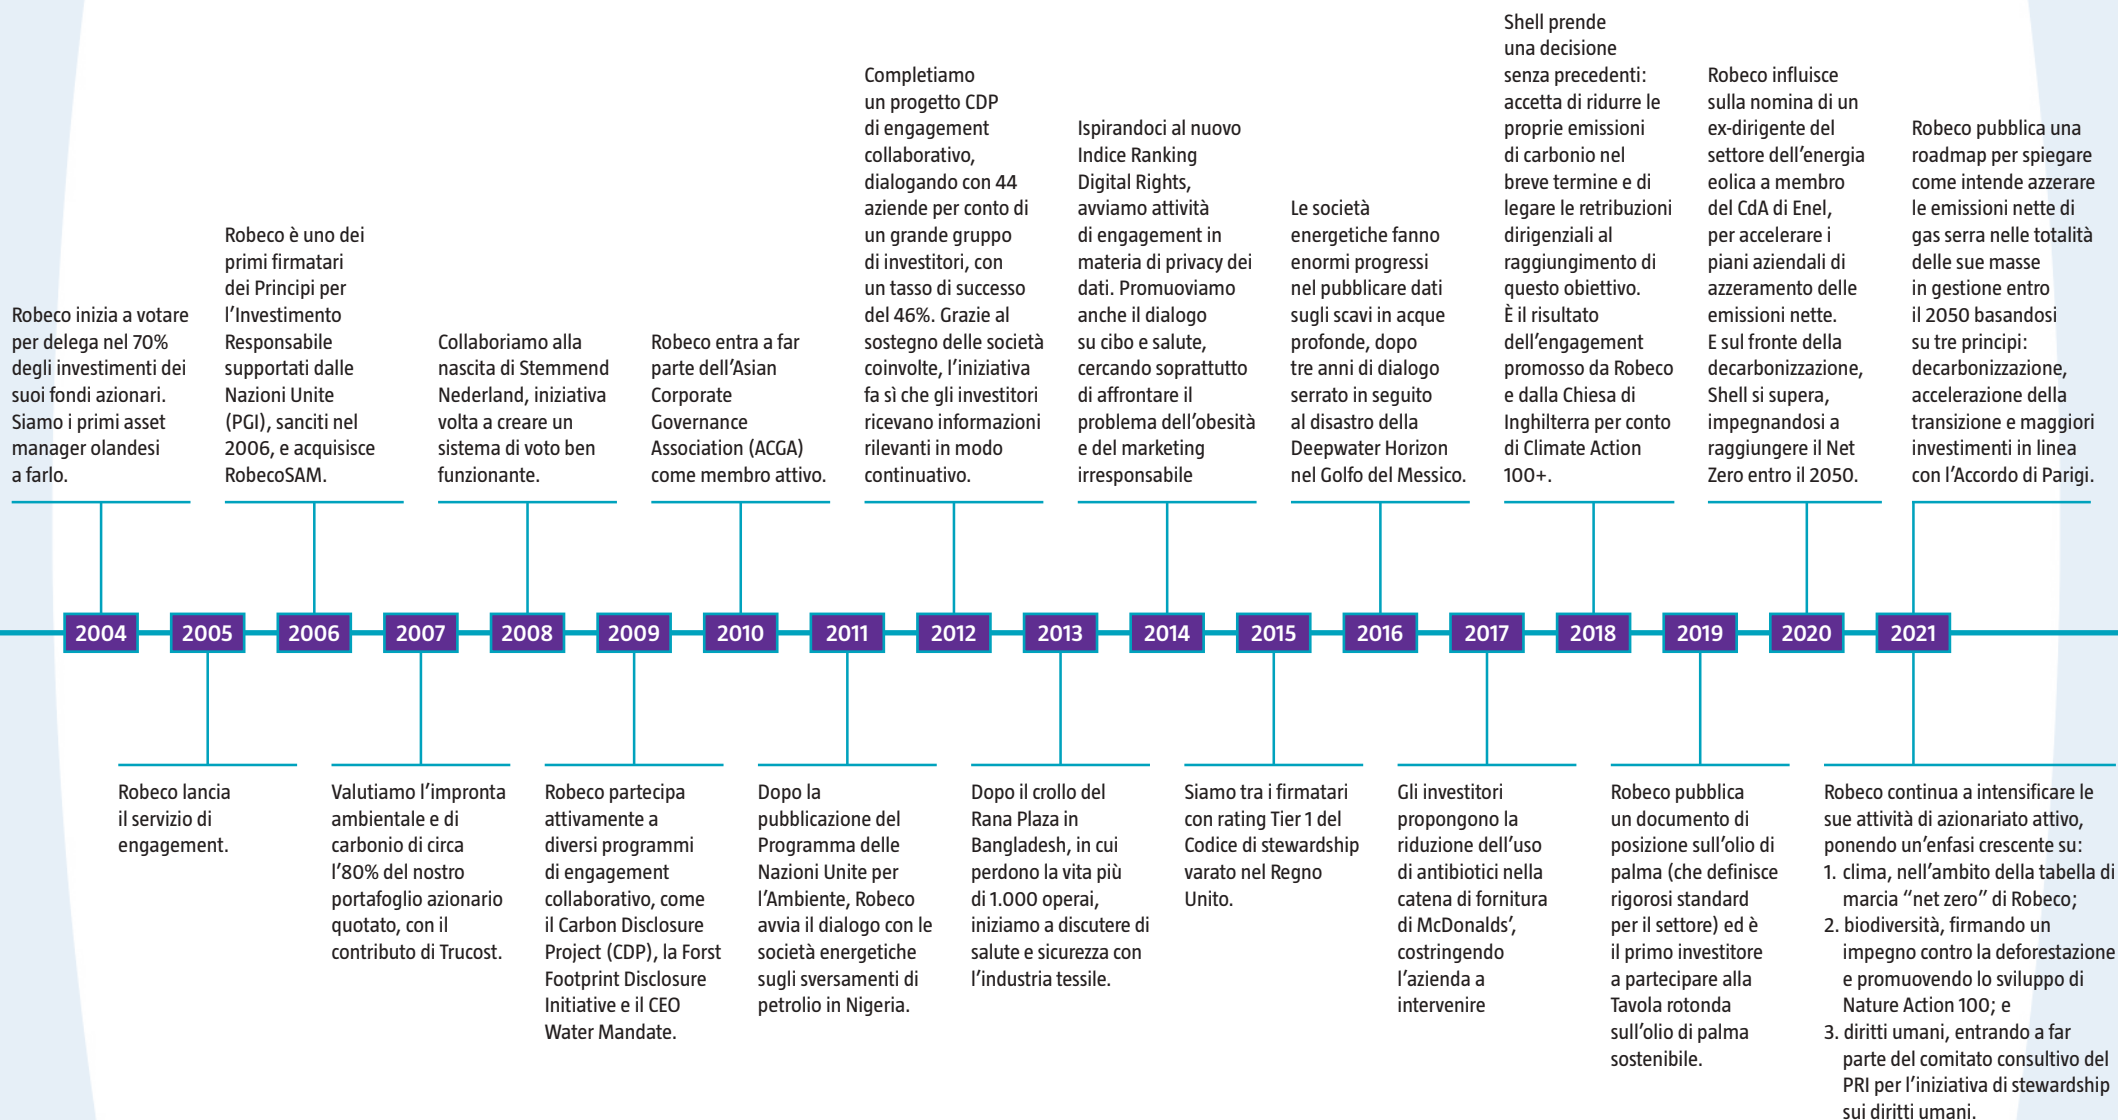 Robeco inizia a votare
per delega nel 70%
degli investimenti dei
suoi fondi azionari.
Siamo i primi asset
manager olandesi
a farlo.
Robeco è uno dei
primi firmatari
dei Principi per
l’Investimento
Responsabile
supportati dalle
Nazioni Unite
(PGI), sanciti nel
2006, e acquisisce
RobecoSAM.
Collaboriamo alla
nascita di Stemmend
Nederland, iniziativa
volta a creare un
sistema di voto ben
funzionante.
Robeco entra a far
parte dell’Asian
Corporate
Governance
Association (ACGA)
come membro attivo.
Completiamo
un progetto CDP
di engagement
collaborativo,
dialogando con 44
aziende per conto di
un grande gruppo
di investitori, con
un tasso di successo
del 46%. Grazie al
sostegno delle società
coinvolte, l’iniziativa
fa sì che gli investitori
ricevano informazioni
rilevanti in modo
continuativo.
Ispirandoci al nuovo
Indice Ranking
Digital Rights,
avviamo attività
di engagement in
materia di privacy dei
dati. Promuoviamo
anche il dialogo
su cibo e salute,
cercando soprattutto
di affrontare il
problema dell’obesità
e del marketing
irresponsabile
Le società
energetiche fanno
enormi progressi
nel pubblicare dati
sugli scavi in acque
profonde, dopo
tre anni di dialogo
serrato in seguito
al disastro della
Deepwater Horizon
nel Golfo del Messico.
Shell prende
una decisione
senza precedenti:
accetta di ridurre le
proprie emissioni
di carbonio nel
breve termine e di
legare le retribuzioni
dirigenziali al
raggiungimento di
questo obiettivo.
È il risultato
dell’engagement
promosso da Robeco
e dalla Chiesa di
Inghilterra per conto
di Climate Action
100+.
Robeco influisce
sulla nomina di un
ex-dirigente del
settore dell’energia
eolica a membro
del CdA di Enel,
per accelerare i
piani aziendali di
azzeramento delle
emissioni nette.
E sul fronte della
decarbonizzazione,
Shell si supera,
impegnandosi a
raggiungere il Net
Zero entro il 2050.
Robeco pubblica una
roadmap per spiegare
come intende azzerare
le emissioni nette di
gas serra nelle totalità
delle sue masse
in gestione entro
il 2050 basandosi
su tre principi:
decarbonizzazione,
accelerazione della
transizione e maggiori
investimenti in linea
con l’Accordo di Parigi.
2004 2005 2006 2007 2008 2009 2010 2011 2012 2013 2014 2015 2016 2017 2018 2019 2020 2021
Robeco lancia
il servizio di
engagement.
Valutiamo l’impronta
ambientale e di
carbonio di circa
l’80% del nostro
portafoglio azionario
quotato, con il
contributo di Trucost.
Robeco partecipa
attivamente a
diversi programmi
di engagement
collaborativo, come
il Carbon Disclosure
Project (CDP), la Forst
Footprint Disclosure
Initiative e il CEO
Water Mandate.
Dopo la
pubblicazione del
Programma delle
Nazioni Unite per
l’Ambiente, Robeco
avvia il dialogo con le
società energetiche
sugli sversamenti di
petrolio in Nigeria.
Dopo il crollo del
Rana Plaza in
Bangladesh, in cui
perdono la vita più
di 1.000 operai,
iniziamo a discutere di
salute e sicurezza con
l’industria tessile.
Siamo tra i firmatari
con rating Tier 1 del
Codice di stewardship
varato nel Regno
Unito.
Gli investitori
propongono la
riduzione dell’uso
di antibiotici nella
catena di fornitura
di McDonalds’,
costringendo
l’azienda a
intervenire
Robeco pubblica
un documento di
posizione sull’olio di
palma (che definisce
rigorosi standard
per il settore) ed è
il primo investitore
a partecipare alla
Tavola rotonda
sull’olio di palma
sostenibile.
Robeco continua a intensificare le
sue attività di azionariato attivo,
ponendo un’enfasi crescente su:
1. clima, nell’ambito della tabella di
marcia “net zero” di Robeco;
2. biodiversità, firmando un
impegno contro la deforestazione
e promuovendo lo sviluppo di
Nature Action 100; e
3. diritti umani, entrando a far
parte del comitato consultivo del
PRI per l’iniziativa di stewardship
sui diritti umani.